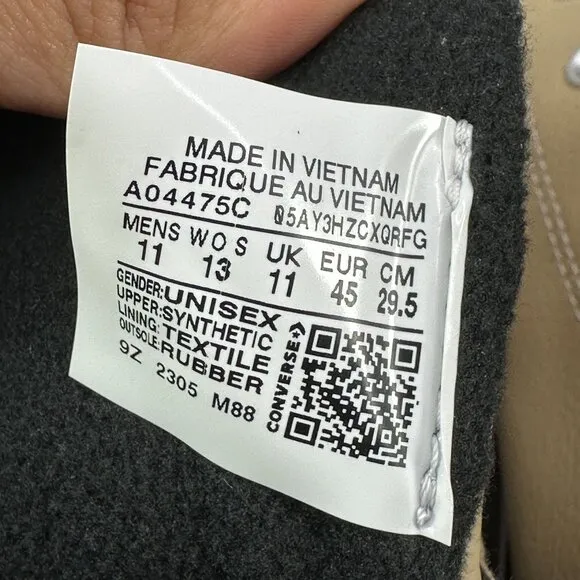 MADE IN VIETNAM
FABRIQUE AU VIETNAM
A04475C 05AY3HZCXQRFG
MENS WO S UK EUR CM
11 13 11 45 29.5
GENDER: UNISEX
UPPER: SYNTHETIC
LINING: TEXTILE
OUTSOLE: RUBBER
9Z 2305 M88
CONVERSE